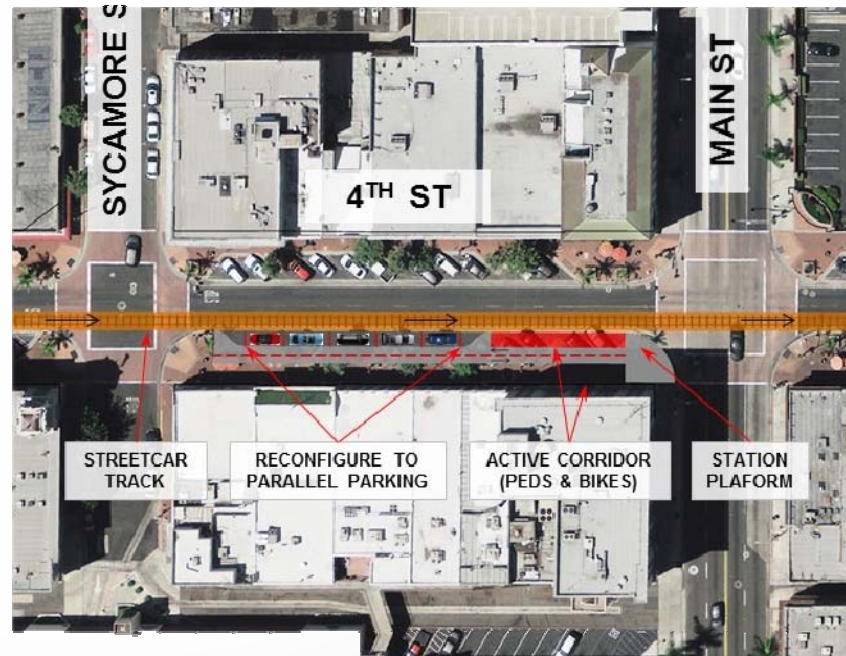 SYCAMORE S
4TH ST
MAIN ST
STREETCAR
TRACK
RECONFIGURE TO
PARALLEL PARKING
ACTIVE CORRIDOR
(PEDS & BIKES)
STATION
PLAFORM